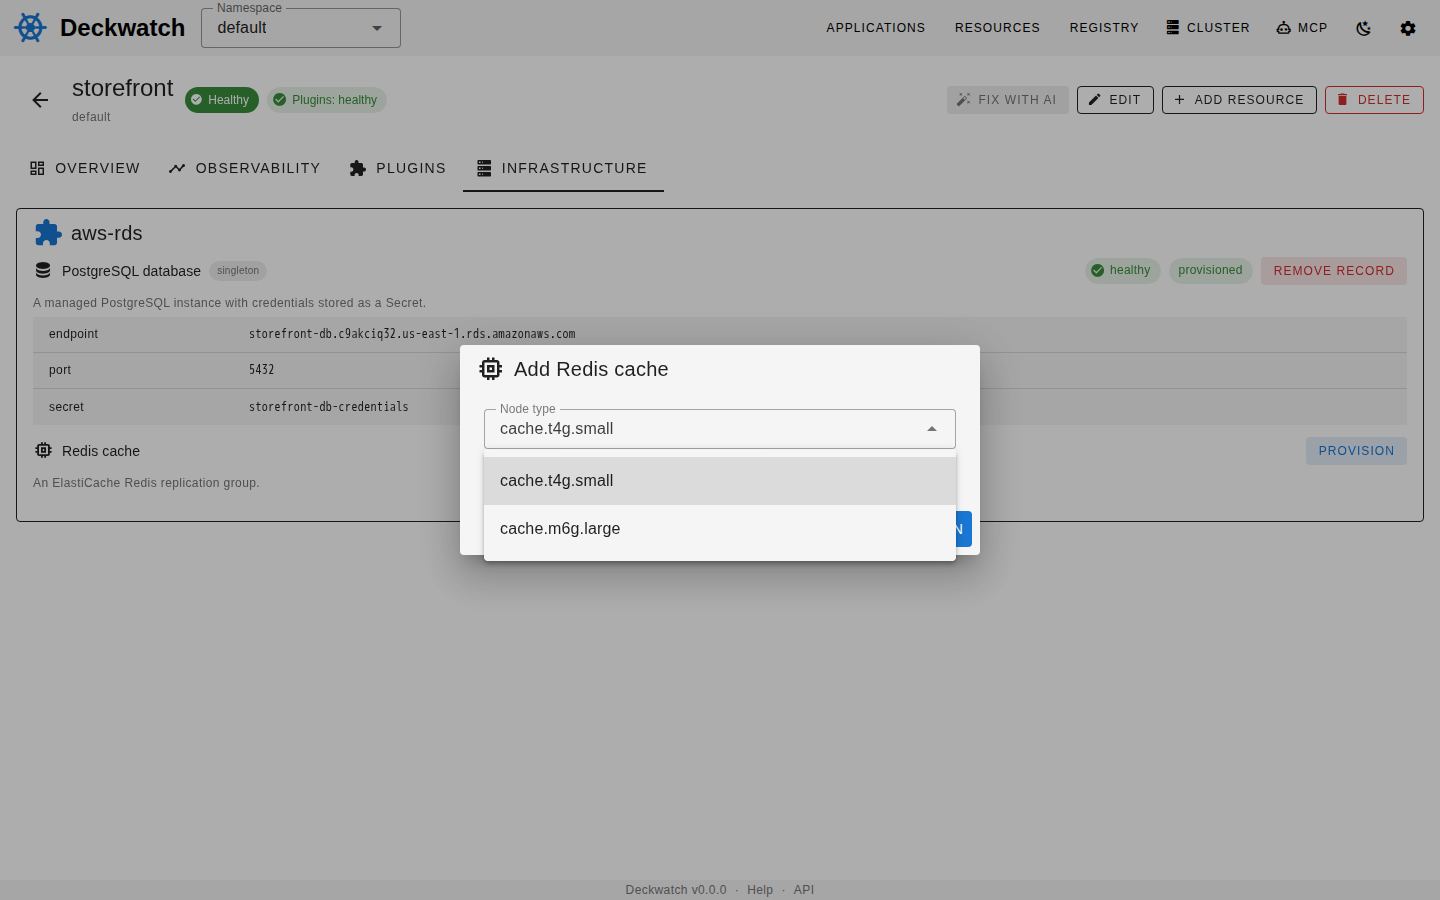 Deckwatch
Namespace
default
APPLICATIONS
RESOURCES
REGISTRY
CLUSTER
MCP
storefront
default
Healthy
Plugins: healthy
FIX WITH AI
EDIT
ADD RESOURCE
DELETE
OVERVIEW
OBSERVABILITY
PLUGINS
INFRASTRUCTURE
aws-rds
PostgreSQL database
singleton
healthy
provisioned
REMOVE RECORD
A managed PostgreSQL instance with credentials stored as a Secret.
endpoint
storefront-db.c9akciq32.us-east-1.rds.amazonaws.com
port
5432
secret
storefront-db-credentials
Redis cache
PROVISION
An ElastiCache Redis replication group.
Add Redis cache
Node type
cache.t4g.small
cache.t4g.small
cache.m6g.large
N
Deckwatch v0.0.0 · Help · API